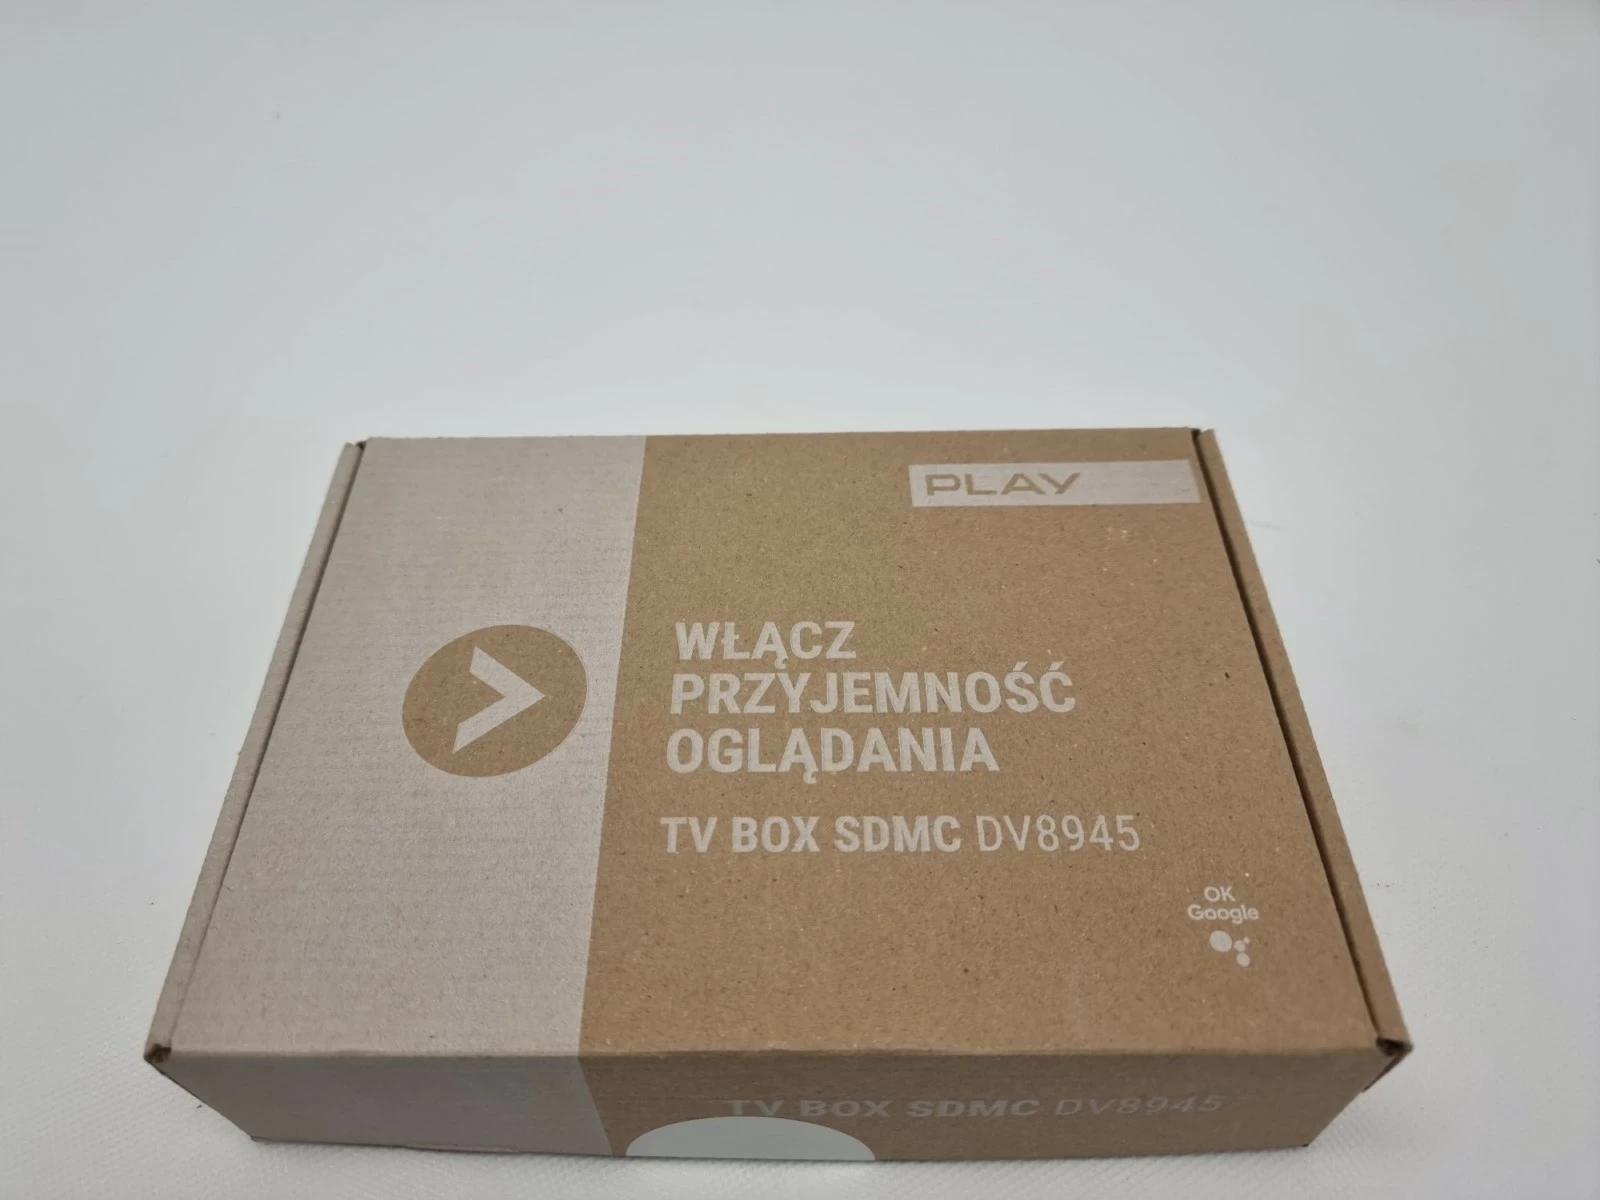 PLAY
WŁĄCZ
PRZYJEMNOŚĆ
OGLĄDANIA
TV BOX SDMC DV8945
OK
Google
TV BOX SDMC DV8945